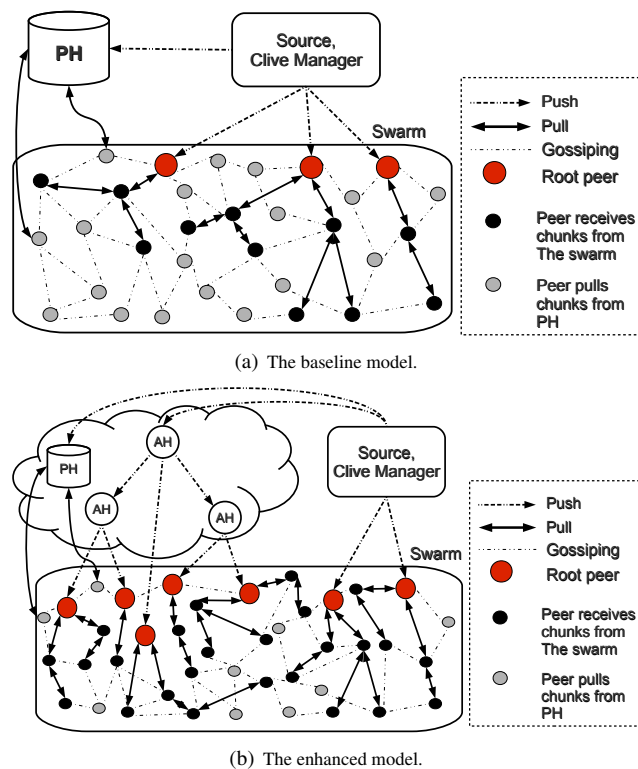 PH
Source,
Clive Manager
Push
Pull
Swarm
Gossiping
Root peer
Peer receives
chunks from
The swarm
Peer pulls
chunks from
PH
(a) The baseline model.
AH
PH
Source,
Clive Manager
AH
AH
Push
Pull
Swarm
Gossiping
Root peer
Peer receives
chunks from
The swarm
Peer pulls
chunks from
PH
(b) The enhanced model.